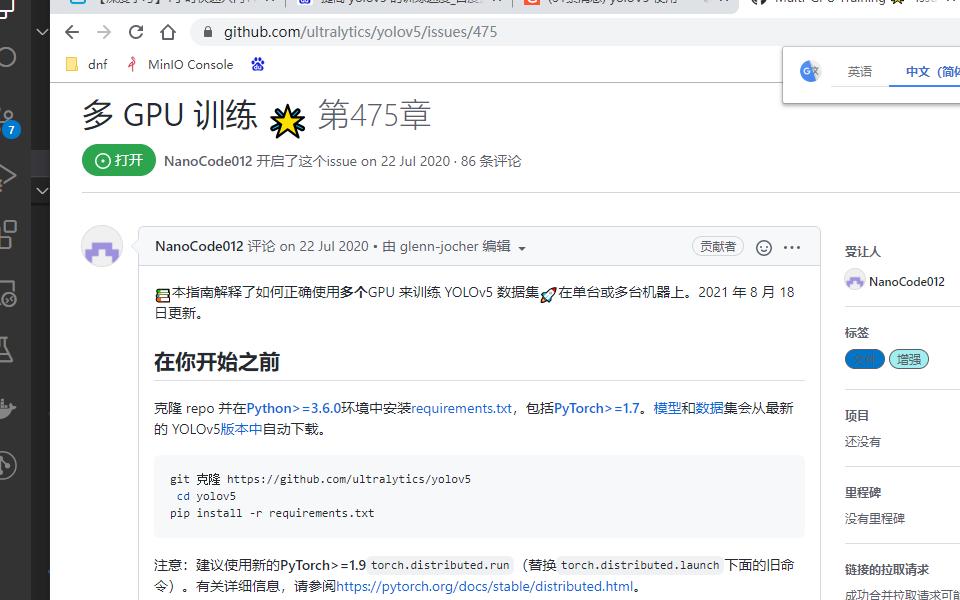 github.com/ultralytics/yolov5/issues/475
dnf
MinIO Console
英语
中文 (简体
7
多 GPU 训练 🌟 第475章
打开
NanoCode012 开启了这个issue on 22 Jul 2020 · 86 条评论
NanoCode012 评论 on 22 Jul 2020 • 由 glenn-jocher 编辑
贡献者
📚本指南解释了如何正确使用多个GPU 来训练 YOLOv5 数据集🚀在单台或多台机器上。2021 年 8 月 18
日更新。
在你开始之前
克隆 repo 并在Python>=3.6.0环境中安装requirements.txt，包括PyTorch>=1.7。模型和数据集会从最新
的 YOLOv5版本中自动下载。
git 克隆 https://github.com/ultralytics/yolov5
cd yolov5
pip install -r requirements.txt
注意：建议使用新的PyTorch>=1.9 torch.distributed.run （替换 torch.distributed.launch 下面的旧命
令）。有关详细信息，请参阅https://pytorch.org/docs/stable/distributed.html。
受让人
NanoCode012
标签
增强
项目
还没有
里程碑
没有里程碑
链接的拉取请求
成功合并拉取请求可能